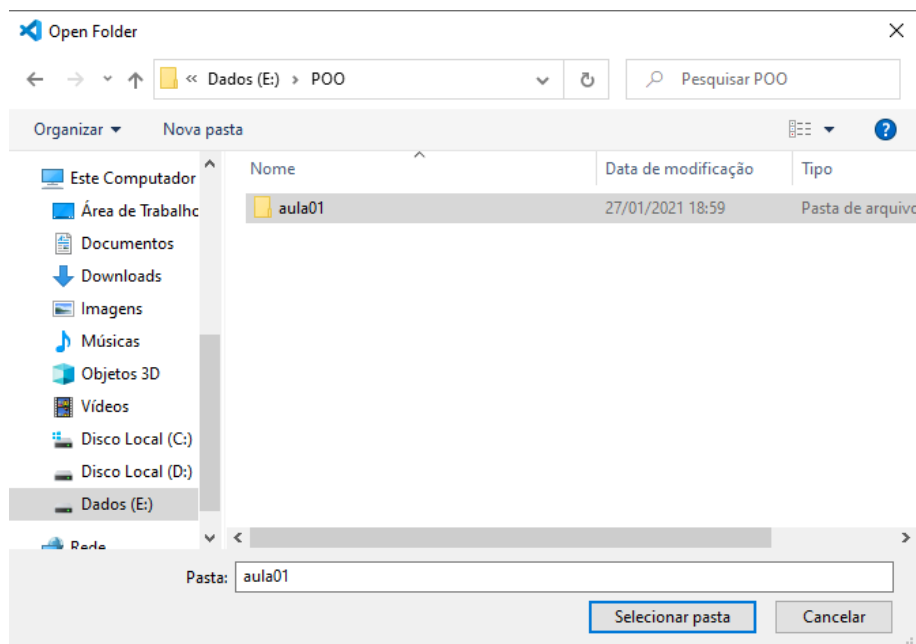 Open Folder
« Dados (E:) › POO
Pesquisar POO
Organizar
Nova pasta
?
Nome
Data de modificação
Tipo
Este Computador
Área de Trabalhc
Documentos
Downloads
Imagens
Músicas
Objetos 3D
Vídeos
Disco Local (C:)
Disco Local (D:)
Dados (E:)
Rede
aula01
27/01/2021 18:59
Pasta de arquivo
Pasta:
aula01
Selecionar pasta
Cancelar